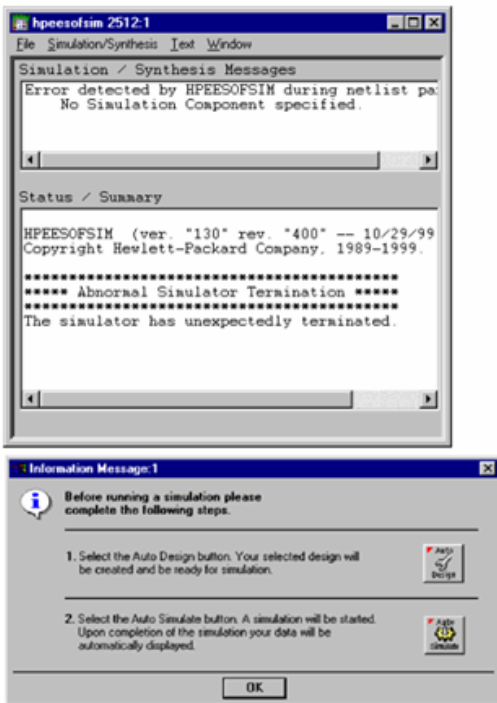 hpeesofsim 2512:1
File Simulation/Synthesis Text Window
Simulation / Synthesis Messages
Error detected by HPEESOFSIM during netlist pa
No Simulation Component specified.
Status / Summary
HPEESOFSIM (ver. "130" rev. "400" -- 10/29/99
Copyright Hewlett-Packard Company, 1989-1999.
******************************************
***** Abnormal Simulator Termination *****
******************************************
The simulator has unexpectedly terminated.
Information Message:1
Before running a simulation please
complete the following steps.
1. Select the Auto Design button. Your selected design will
be created and be ready for simulation.
Auto
Design
2. Select the Auto Simulate button. A simulation will be started.
Upon completion of the simulation your data will be
automatically displayed.
Auto
Simulate
OK